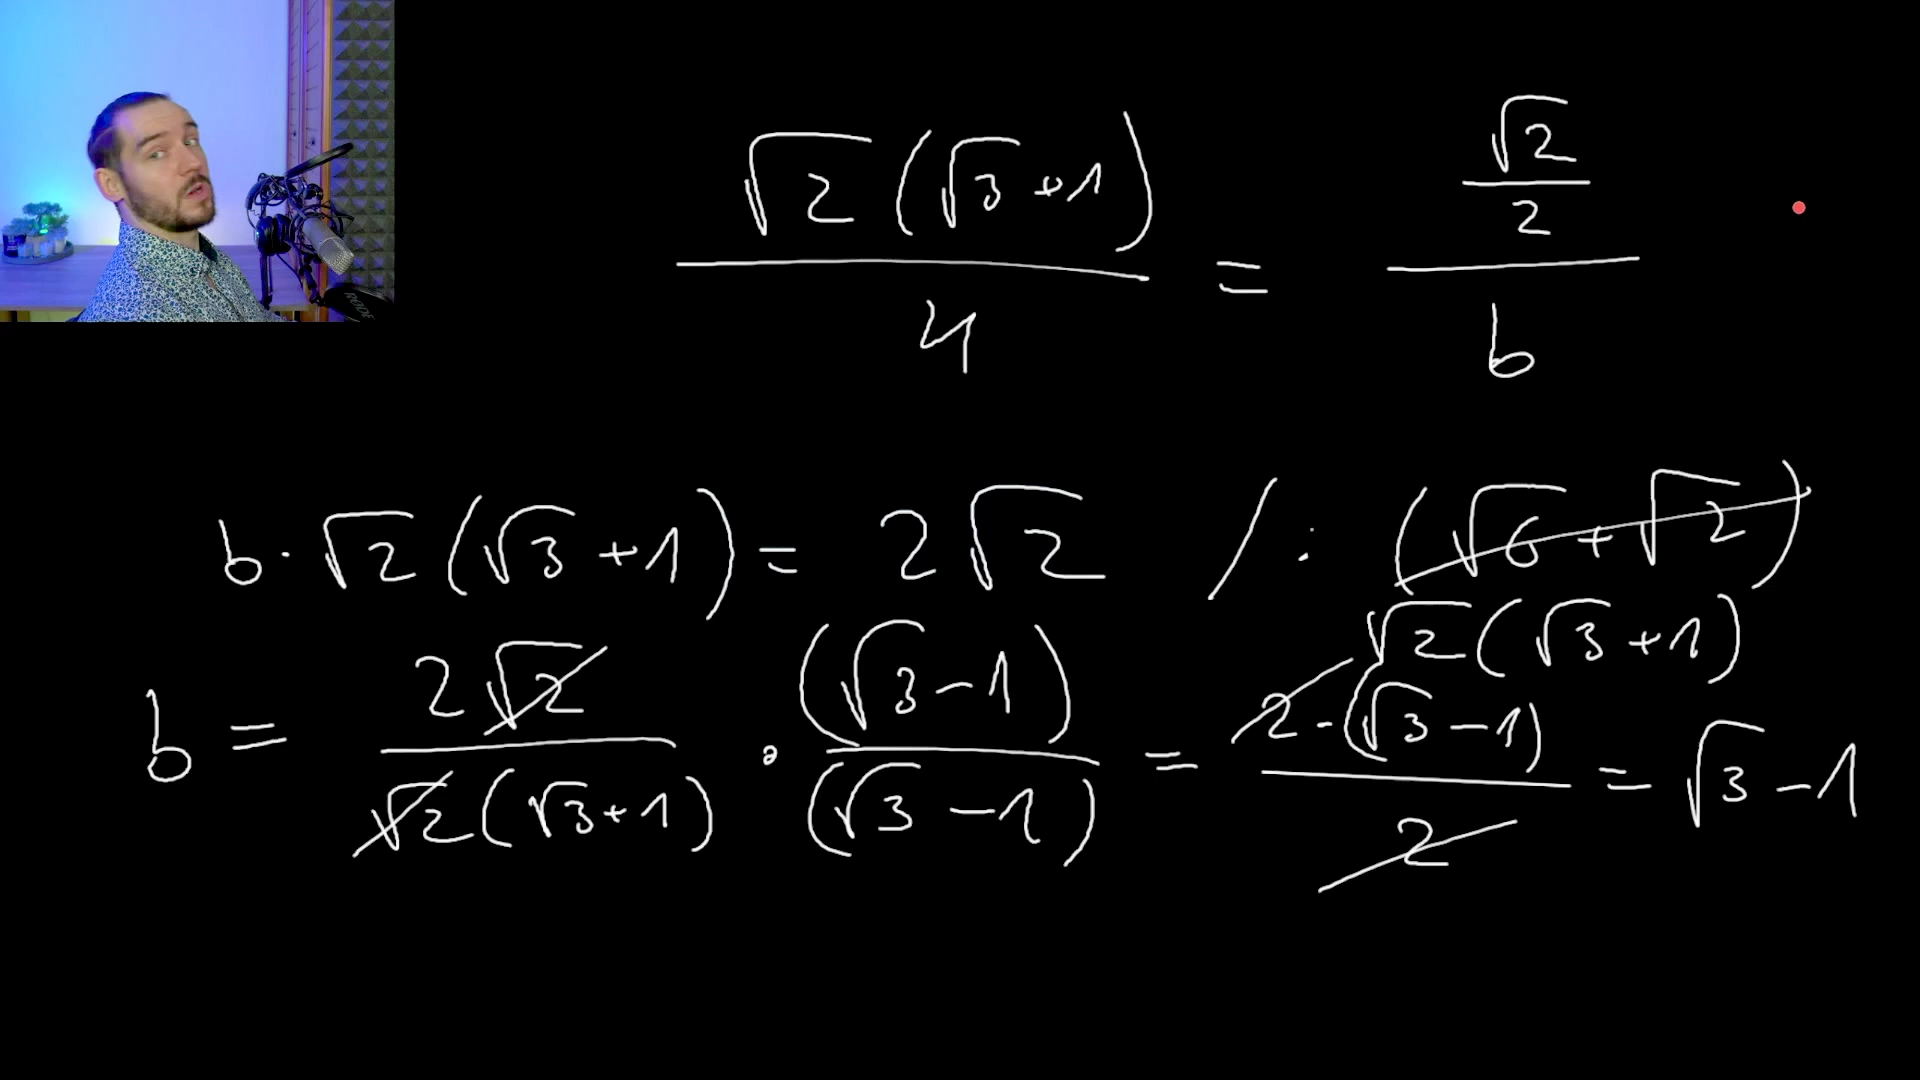 √2 (√3 + 1) / 4 = (√2 / 2) / b
b · √2 (√3 + 1) = 2√2 / : (√6 + √2)
√2 (√3 + 1)
b = 2√2 / √2 (√3 + 1) · (√3 - 1) / (√3 - 1) = 2 · (√3 - 1) / 2 = √3 - 1
RODE